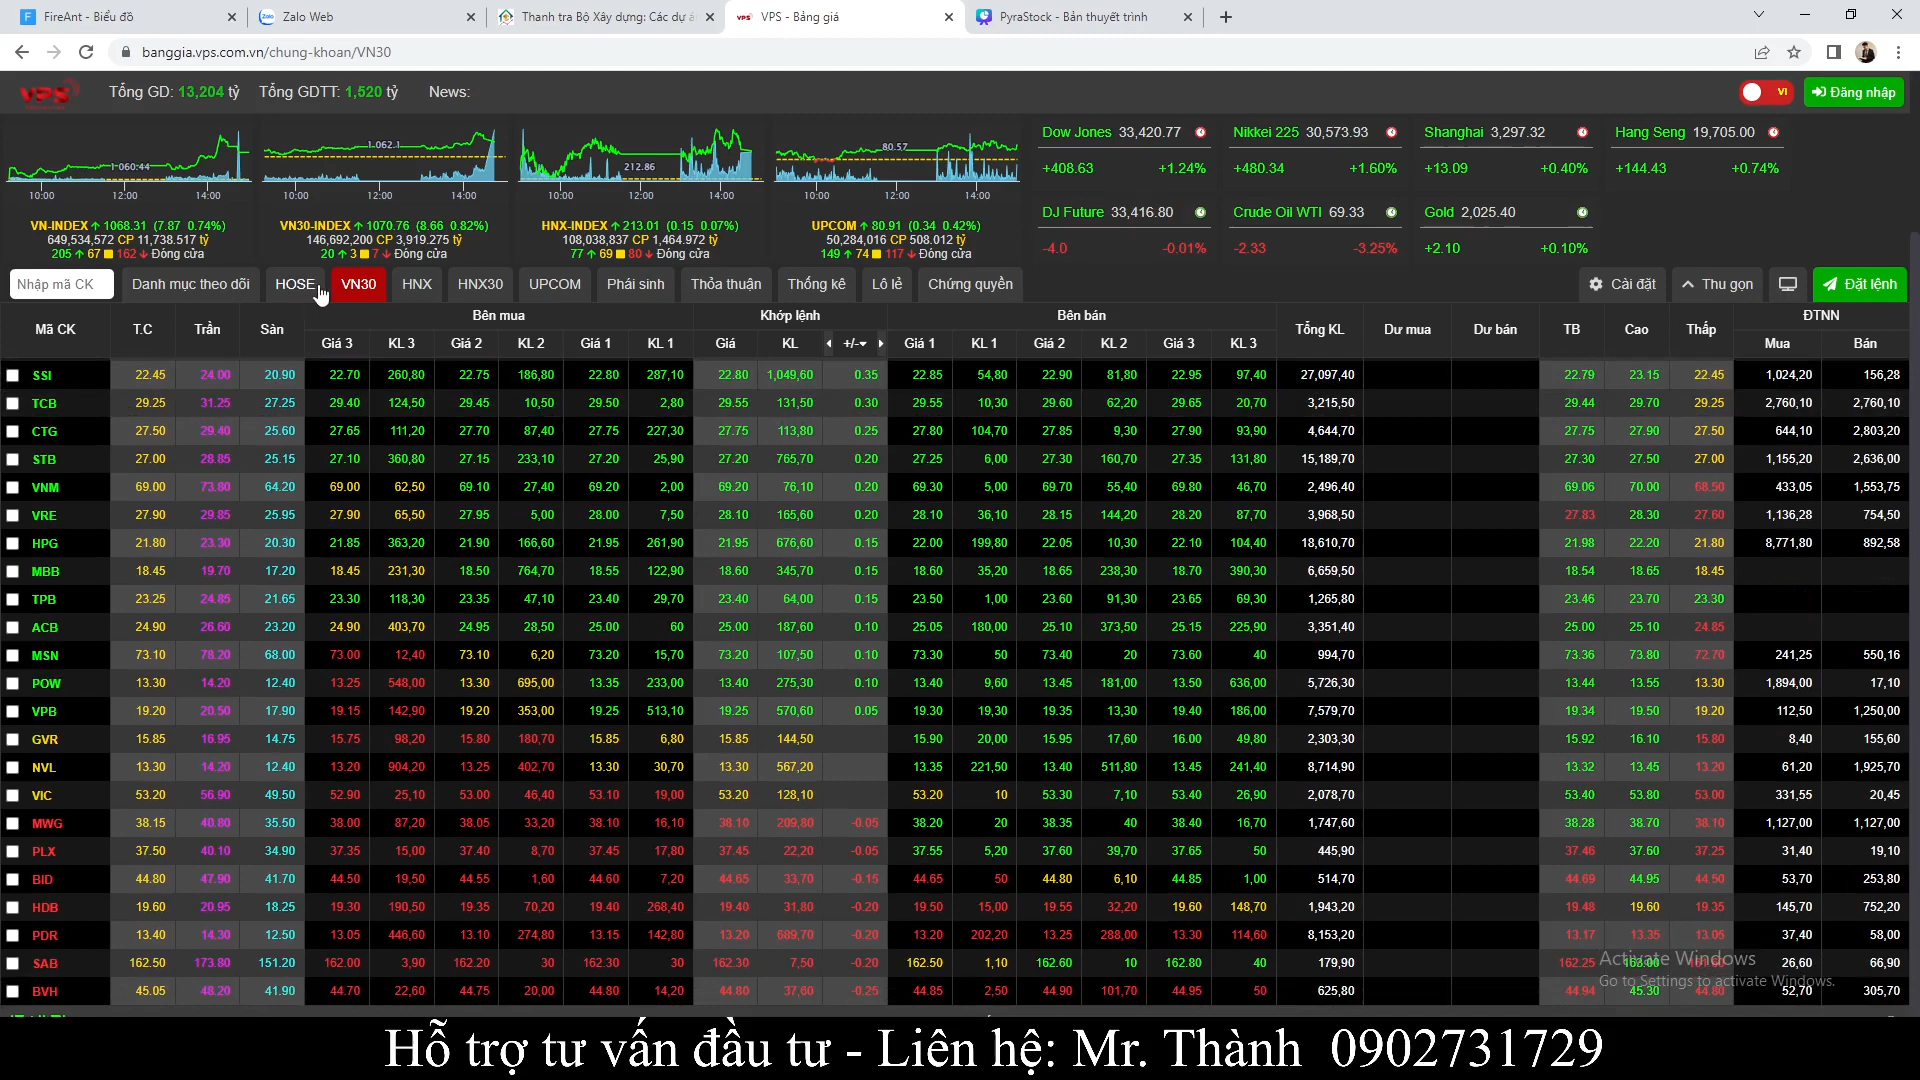 FireAnt - Biểu đồ
Zalo Web
Thanh tra Bộ Xây dựng: Các dự á
VPS - Bảng giá
PyraStock - Bản thuyết trình
banggia.vps.com.vn/chung-khoan/VN30
VPS
Tổng GD: 13,204 tỷ Tổng GDTT: 1,520 tỷ News:
VI
Đăng nhập
1060.44
10:00 12:00 14:00
VN-INDEX 1068.31 (7.87 0.74%)
649,534,572 CP 11,738.517 tỷ
205 67 162 Đóng cửa
1062.1
10:00 12:00 14:00
VN30-INDEX 1070.76 (8.66 0.82%)
146,692,200 CP 3,919.275 tỷ
20 3 7 Đóng cửa
212.86
10:00 12:00 14:00
HNX-INDEX 213.01 (0.15 0.07%)
108,038,837 CP 1,464.972 tỷ
77 69 80 Đóng cửa
80.57
10:00 12:00 14:00
UPCOM 80.91 (0.34 0.42%)
50,284,016 CP 508.012 tỷ
149 74 117 Đóng cửa
Dow Jones 33,420.77
+408.63 +1.24%
Nikkei 225 30,573.93
+480.34 +1.60%
Shanghai 3,297.32
+13.09 +0.40%
Hang Seng 19,705.00
+144.43 +0.74%
DJ Future 33,416.80
-4.0 -0.01%
Crude Oil WTI 69.33
-2.33 -3.25%
Gold 2,025.40
+2.10 +0.10%
Nhập mã CK Danh mục theo dõi HOSE VN30 HNX HNX30 UPCOM Phái sinh Thỏa thuận Thống kê Lô lẻ Chứng quyền Cài đặt Thu gọn Đặt lệnh
Mã CK T.C Trần Sàn Bên mua Khớp lệnh Bên bán Tổng KL Dư mua Dư bán TB Cao Thấp ĐTNN
Giá 3 KL 3 Giá 2 KL 2 Giá 1 KL 1 Giá KL +/- Giá 1 KL 1 Giá 2 KL 2 Giá 3 KL 3 Mua Bán
SSI 22.45 24.00 20.90 22.70 260,80 22.75 186,80 22.80 287,10 22.80 1,049,60 0.35 22.85 54,80 22.90 81,80 22.95 97,40 27,097,40 22.79 23.15 22.45 1,024,20 156,28
TCB 29.25 31.25 27.25 29.40 124,50 29.45 10,50 29.50 2,80 29.55 131,50 0.30 29.55 10,30 29.60 62,20 29.65 20,70 3,215,50 29.44 29.70 29.25 2,760,10 2,760,10
CTG 27.50 29.40 25.60 27.65 111,20 27.70 87,40 27.75 227,30 27.75 113,80 0.25 27.80 104,70 27.85 9,30 27.90 93,90 4,644,70 27.75 27.90 27.50 644,10 2,803,20
STB 27.00 28.85 25.15 27.10 360,80 27.15 233,10 27.20 25,90 27.20 765,70 0.20 27.25 6,00 27.30 160,70 27.35 131,80 15,189,70 27.30 27.50 27.00 1,155,20 2,636,00
VNM 69.00 73.80 64.20 69.00 62,50 69.10 27,40 69.20 2,00 69.20 76,10 0.20 69.30 5,00 69.70 55,40 69.80 46,70 2,496,40 69.06 70.00 68.50 433,05 1,553,75
VRE 27.90 29.85 25.95 27.90 65,50 27.95 5,00 28.00 7,50 28.10 165,60 0.20 28.10 36,10 28.15 144,20 28.20 87,70 3,968,50 27.83 28.30 27.60 1,136,28 754,50
HPG 21.80 23.30 20.30 21.85 363,20 21.90 166,60 21.95 261,90 21.95 676,60 0.15 22.00 199,80 22.05 10,30 22.10 104,40 18,610,70 21.98 22.20 21.80 8,771,80 892,58
MBB 18.45 19.70 17.20 18.45 231,30 18.50 764,70 18.55 122,90 18.60 345,70 0.15 18.60 35,20 18.65 238,30 18.70 390,30 6,659,50 18.54 18.65 18.45
TPB 23.25 24.85 21.65 23.30 118,30 23.35 47,10 23.40 29,70 23.40 64,00 0.15 23.50 1,00 23.60 91,30 23.65 69,30 1,265,80 23.46 23.70 23.30
ACB 24.90 26.60 23.20 24.90 403,70 24.95 28,50 25.00 60 25.00 187,60 0.10 25.05 180,00 25.10 373,50 25.15 225,90 3,351,40 25.00 25.10 24.85
MSN 73.10 78.20 68.00 73.00 12,40 73.10 6,20 73.20 15,70 73.20 107,50 0.10 73.30 50 73.40 20 73.60 40 994,70 73.36 73.80 72.70 241,25 550,16
POW 13.30 14.20 12.40 13.25 548,00 13.30 695,00 13.35 233,00 13.40 275,30 0.10 13.40 9,60 13.45 181,00 13.50 636,00 5,726,30 13.44 13.55 13.30 1,894,00 17,10
VPB 19.20 20.50 17.90 19.15 142,90 19.20 353,00 19.25 513,10 19.25 570,60 0.05 19.30 19,30 19.35 13,30 19.40 186,00 7,579,70 19.34 19.50 19.20 112,50 1,250,00
GVR 15.85 16.95 14.75 15.75 98,20 15.80 180,70 15.85 6,80 15.85 144,50 15.90 20,00 15.95 17,60 16.00 49,80 2,303,30 15.92 16.10 15.80 8,40 155,60
NVL 13.30 14.20 12.40 13.20 904,20 13.25 402,70 13.30 30,70 13.30 567,20 13.35 221,50 13.40 511,80 13.45 241,40 8,714,90 13.32 13.45 13.20 61,20 1,925,70
VIC 53.20 56.90 49.50 52.90 25,10 53.00 46,40 53.10 19,00 53.20 128,10 53.20 10 53.30 7,10 53.40 26,90 2,078,70 53.40 53.80 53.00 331,55 20,45
MWG 38.15 40.80 35.50 38.00 87,20 38.05 33,20 38.10 16,10 38.10 209,80 -0.05 38.20 20 38.35 40 38.40 16,70 1,747,60 38.28 38.70 38.10 1,127,00 1,127,00
PLX 37.50 40.10 34.90 37.35 15,00 37.40 8,70 37.45 17,80 37.45 22,20 -0.05 37.55 5,20 37.60 39,70 37.65 50 445,90 37.46 37.60 37.25 31,40 19,10
BID 44.80 47.90 41.70 44.50 19,50 44.55 1,60 44.60 7,20 44.65 33,70 -0.15 44.65 50 44.80 6,10 44.85 1,00 514,70 44.69 44.95 44.50 53,70 253,80
HDB 19.60 20.95 18.25 19.30 190,50 19.35 70,20 19.40 268,40 19.40 31,80 -0.20 19.50 15,00 19.55 32,20 19.60 148,70 1,943,20 19.48 19.60 19.35 145,70 752,20
PDR 13.40 14.30 12.50 13.05 446,60 13.10 274,80 13.15 142,80 13.20 689,70 -0.20 13.20 202,20 13.25 288,00 13.30 114,60 8,153,20 13.17 13.35 13.05 37,40 58,00
SAB 162.50 173.80 151.20 162.00 3,90 162.20 30 162.30 30 162.30 7,50 -0.20 162.50 1,10 162.60 10 162.80 40 179,90 162.25 163.00 26,60 66,90
BVH 45.05 48.20 41.90 44.70 22,60 44.75 20,00 44.80 14,20 44.80 37,60 -0.25 44.85 2,50 44.90 101,70 44.95 50 625,80 44.94 45.30 44.80 52,70 305,70
Activate Windows
Go to Settings to activate Windows.
Hỗ trợ tư vấn đầu tư - Liên hệ: Mr. Thành 0902731729